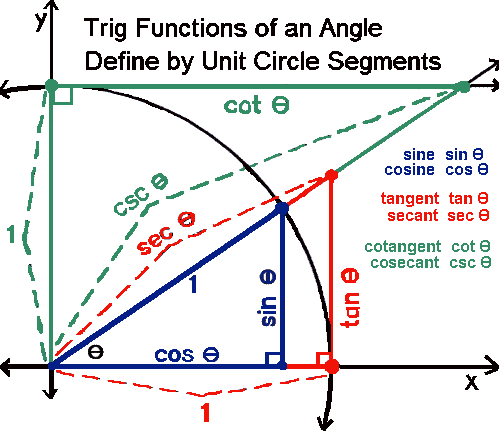 y
Trig Functions of an Angle
Define by Unit Circle Segments
cot Θ
sine sin Θ
cosine cos Θ
tangent tan Θ
secant sec Θ
cotangent cot Θ
cosecant csc Θ
csc Θ
sec Θ
1
1
sin Θ
tan Θ
Θ
cos Θ
x
1